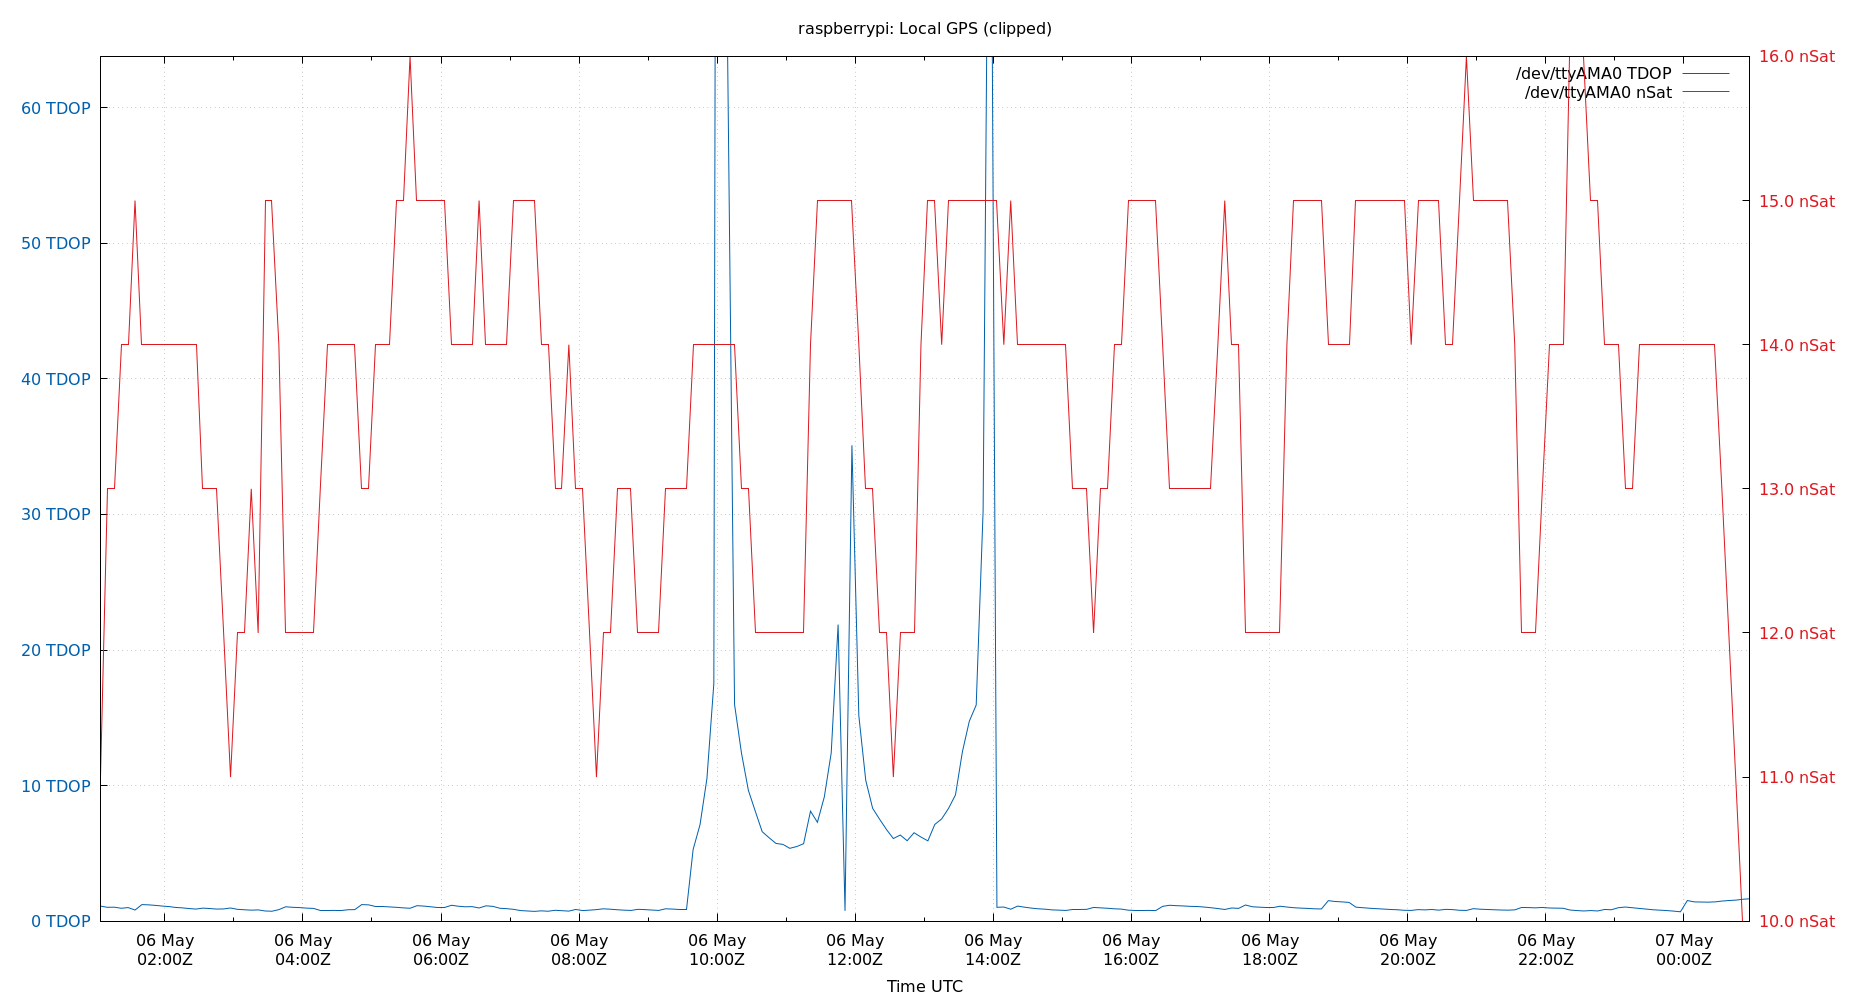 raspberrypi: Local GPS (clipped)
/dev/ttyAMA0 TDOP
/dev/ttyAMA0 nSat
60 TDOP
50 TDOP
40 TDOP
30 TDOP
20 TDOP
10 TDOP
0 TDOP
16.0 nSat
15.0 nSat
14.0 nSat
13.0 nSat
12.0 nSat
11.0 nSat
10.0 nSat
06 May
02:00Z
06 May
04:00Z
06 May
06:00Z
06 May
08:00Z
06 May
10:00Z
06 May
12:00Z
06 May
14:00Z
06 May
16:00Z
06 May
18:00Z
06 May
20:00Z
06 May
22:00Z
07 May
00:00Z
Time UTC